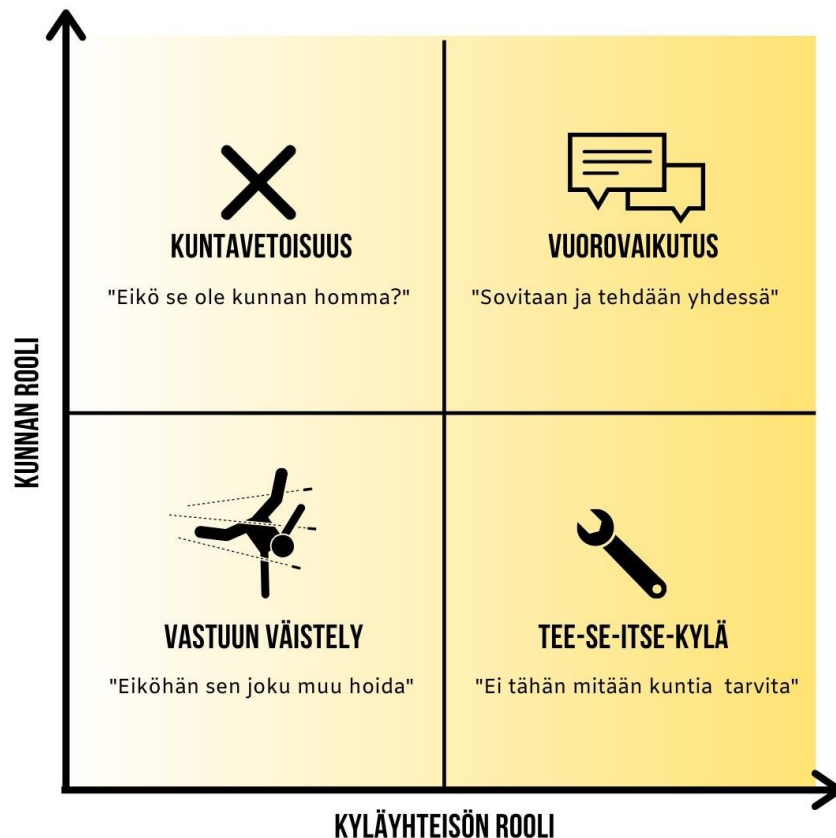 KUNTAVETOISUUS
"Eikö se ole kunnan homma?"
VUOROVAIKUTUS
"Sovitaan ja tehdään yhdessä"
KUNNAN ROOLI
VASTUUN VÄISTELY
"Eiköhän sen joku muu hoida"
TEE-SE-ITSE-KYLÄ
"Ei tähän mitään kuntia tarvita"
KYLÄYHTEISÖN ROOLI